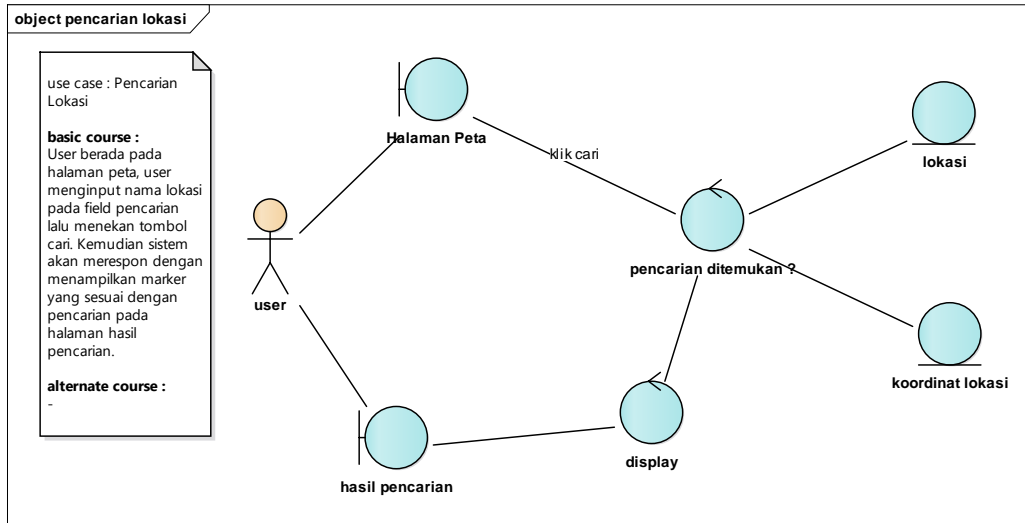 object pencarian lokasi
use case : Pencarian
Lokasi
basic course :
User berada pada
halaman peta, user
menginput nama lokasi
pada field pencarian
lalu menekan tombol
cari. Kemudian sistem
akan merespon dengan
menampilkan marker
yang sesuai dengan
pencarian pada
halaman hasil
pencarian.
alternate course :
-
Halaman Peta
klik cari
lokasi
pencarian ditemukan ?
user
koordinat lokasi
display
hasil pencarian